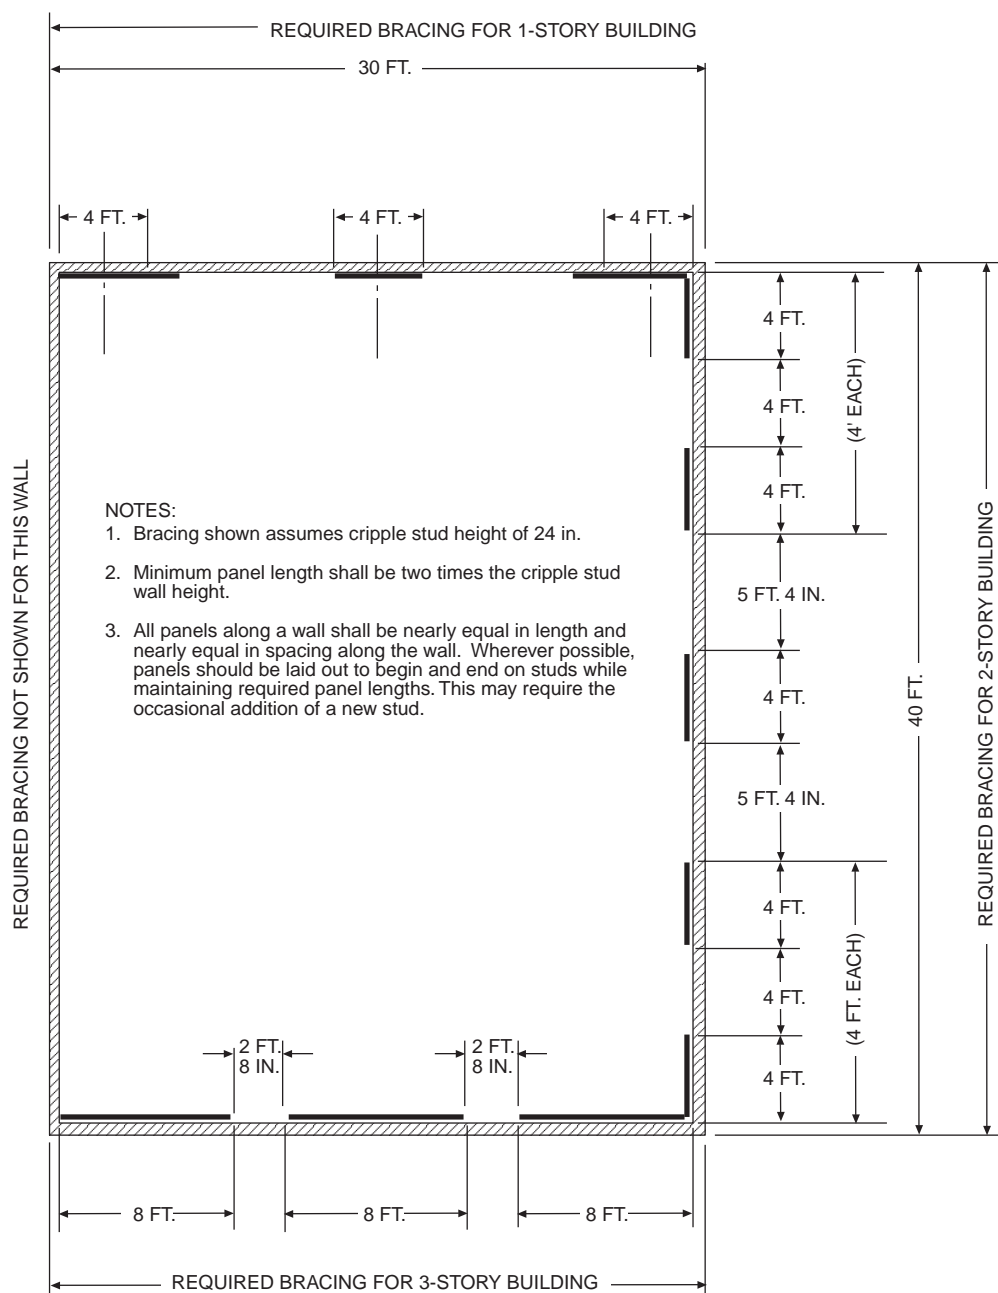 REQUIRED BRACING FOR 1-STORY BUILDING
30 FT.
4 FT.
4 FT.
4 FT.
4 FT.
4 FT.
4 FT.
(4' EACH)
5 FT. 4 IN.
4 FT.
5 FT. 4 IN.
4 FT.
4 FT.
4 FT.
(4 FT. EACH)
40 FT.
REQUIRED BRACING FOR 2-STORY BUILDING
REQUIRED BRACING NOT SHOWN FOR THIS WALL
NOTES:
1. Bracing shown assumes cripple stud height of 24 in.
2. Minimum panel length shall be two times the cripple stud
wall height.
3. All panels along a wall shall be nearly equal in length and
nearly equal in spacing along the wall. Wherever possible,
panels should be laid out to begin and end on studs while
maintaining required panel lengths. This may require the
occasional addition of a new stud.
2 FT.
8 IN.
2 FT.
8 IN.
8 FT.
8 FT.
8 FT.
REQUIRED BRACING FOR 3-STORY BUILDING